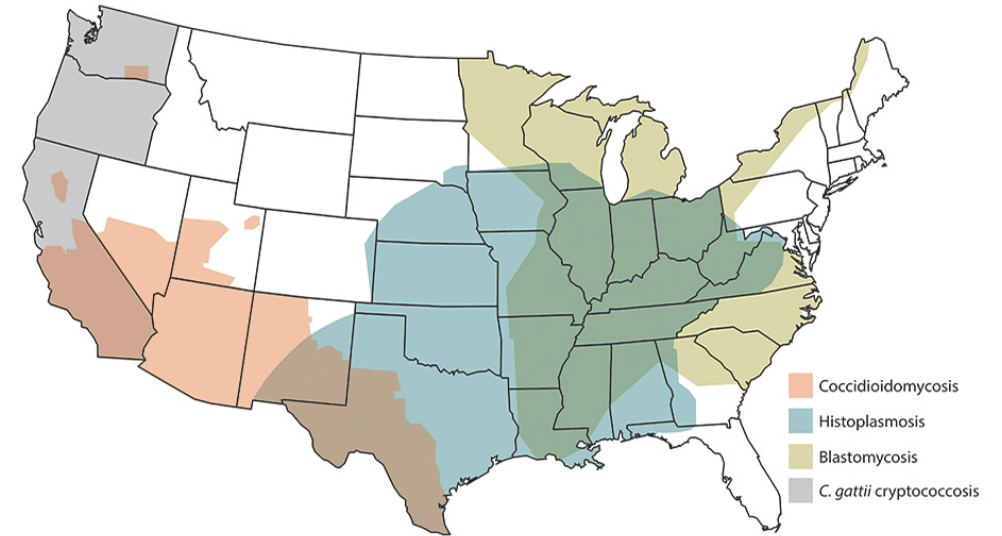 Coccidioidomycosis
Histoplasmosis
Blastomycosis
C. gattii cryptococcosis